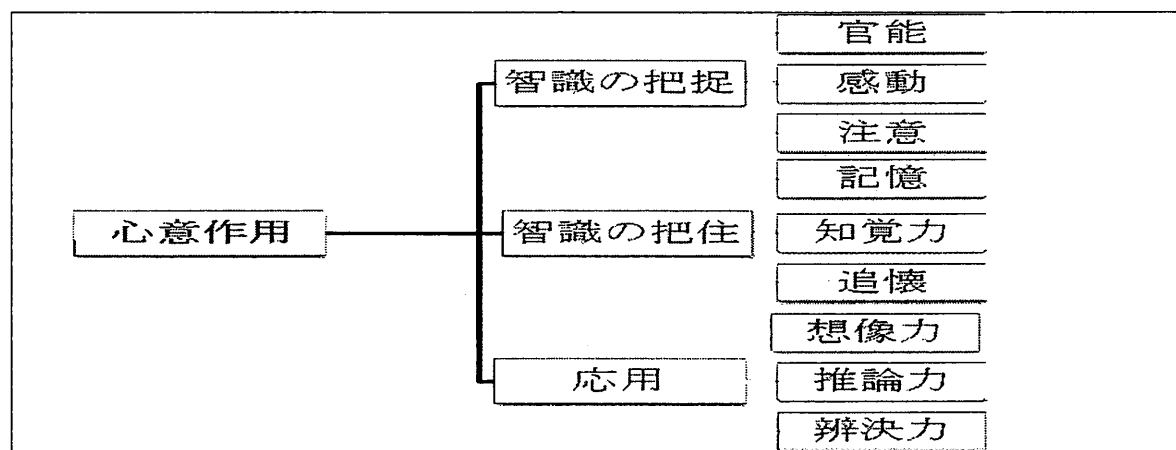 心意作用
智識の把捉
官能
感動
注意
智識の把住
記憶
知覚力
追懐
応用
想像力
推論力
辨決力